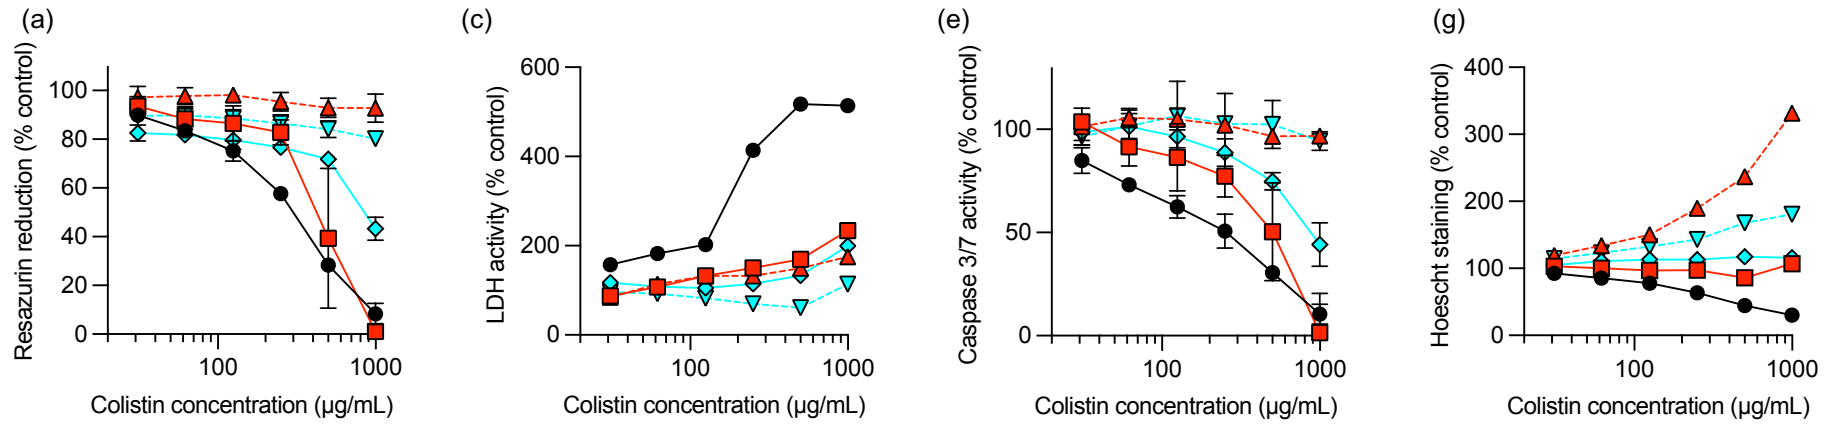 (a)
Resazurin reduction (% control)
100
80
60
40
20
0
100
1000
Colistin concentration (µg/mL)
(c)
LDH activity (% control)
600
400
200
0
100
1000
Colistin concentration (µg/mL)
(e)
Caspase 3/7 activity (% control)
100
50
0
100
1000
Colistin concentration (µg/mL)
(g)
Hoescht staining (% control)
400
300
200
100
0
100
1000
Colistin concentration (µg/mL)